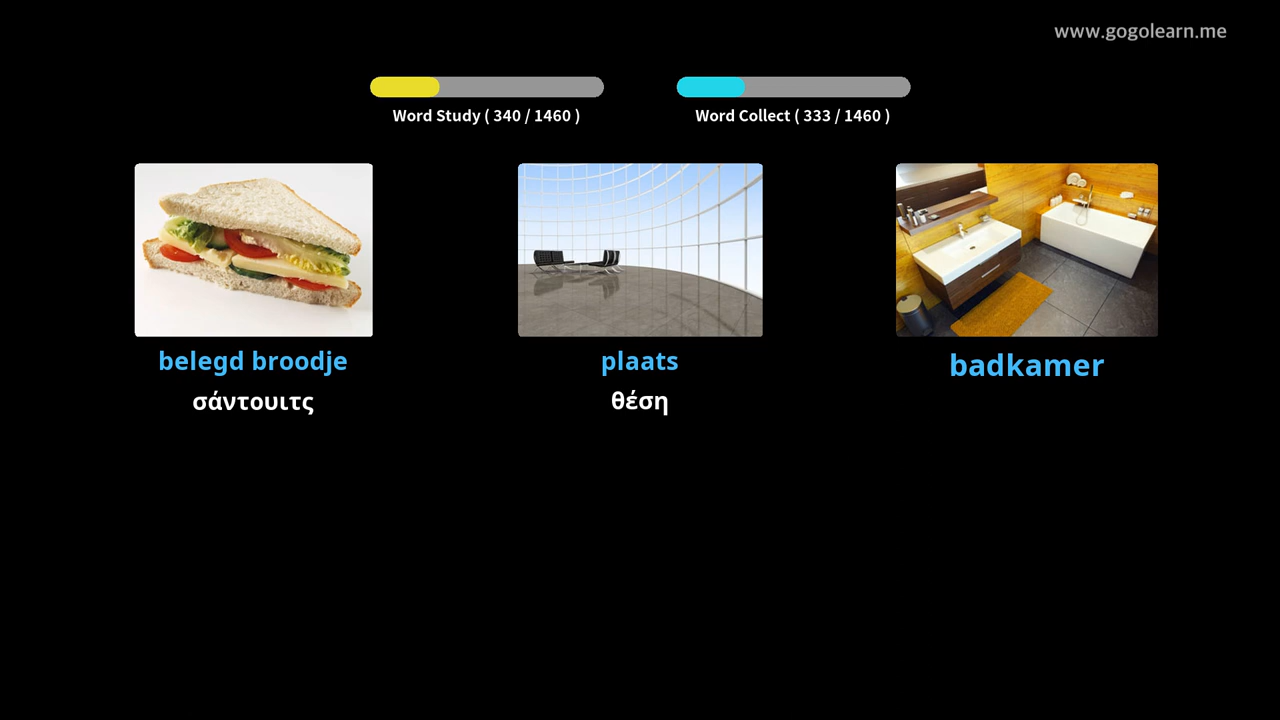 www.gogolearn.me
Word Study ( 340 / 1460 )
Word Collect ( 333 / 1460 )
belegd broodje
σάντουιτς
plaats
θέση
badkamer